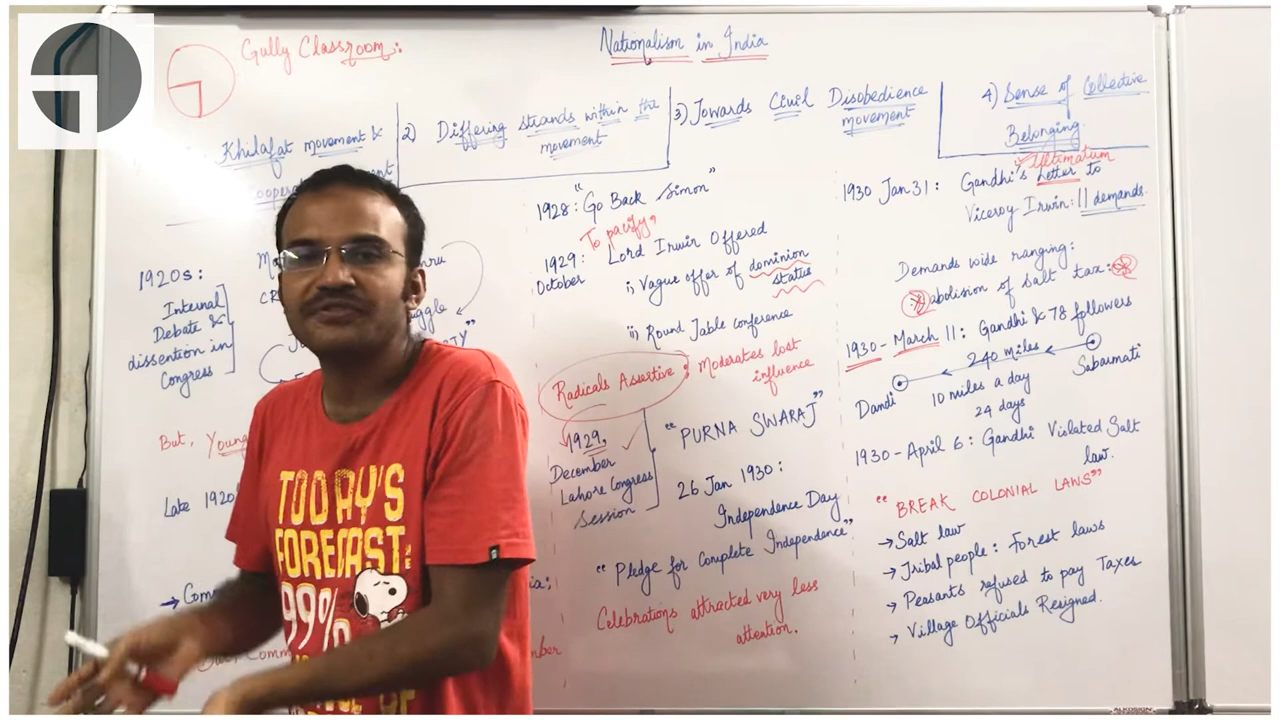 Gully Classroom:
Nationalism in India
Khilafat movement &
2) Differing strands within the
movement
3) Towards Civil Disobedience
movement
4) Sense of Collective
Belonging
1920s:
Internal
Debate &
dissention in
Congress
But, Young
Late 1920
TODAY'S
FORECAST:
99%
1928: "Go Back Simon"
To pacify,
1929: Lord Irwin Offered
October
i, Vague offer of dominion
status
ii, Round Table conference
Radicals Assertive: Moderates lost
influence
1929,
December
Lahore Congress
Session
"PURNA SWARAJ"
26 Jan 1930:
Independence Day
"Pledge for Complete Independence"
Celebrations attracted very less
attention.
Ultimatum
1930 Jan 31: Gandhi's Letter to
Viceroy Irwin: 11 demands.
Demands wide ranging:
abolision of salt tax:
1930 - March 11: Gandhi & 78 followers
240 miles
Sabarmati
Dandi
10 miles a day
24 days
1930 - April 6: Gandhi Violated Salt
law.
"BREAK COLONIAL LAWS"
→ Salt law
→ Tribal people: Forest laws
→ Peasants refused to pay Taxes
→ Village Officials Resigned.